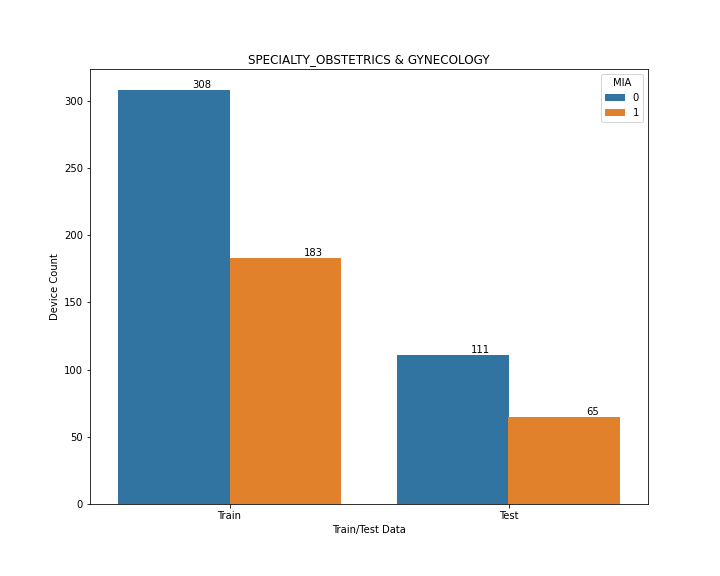 SPECIALTY_OBSTETRICS & GYNECOLOGY
MIA
0
1
308
183
111
65
300
250
200
150
100
50
0
Device Count
Train
Test
Train/Test Data